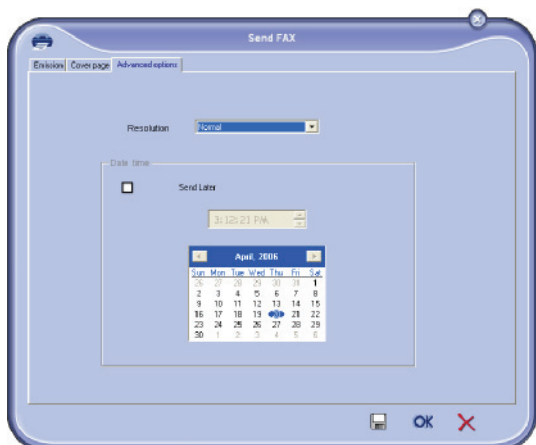 Send FAX
Emission Cover page Advanced options
Resolution Normal
Date time
Send Later
3:12:21 PM
April, 2006
Sun Mon Tue Wed Thu Fri Sat
26 27 28 29 30 31 1
2 3 4 5 6 7 8
9 10 11 12 13 14 15
16 17 18 19 20 21 22
23 24 25 26 27 28 29
30 1 2 3 4 5 6
OK